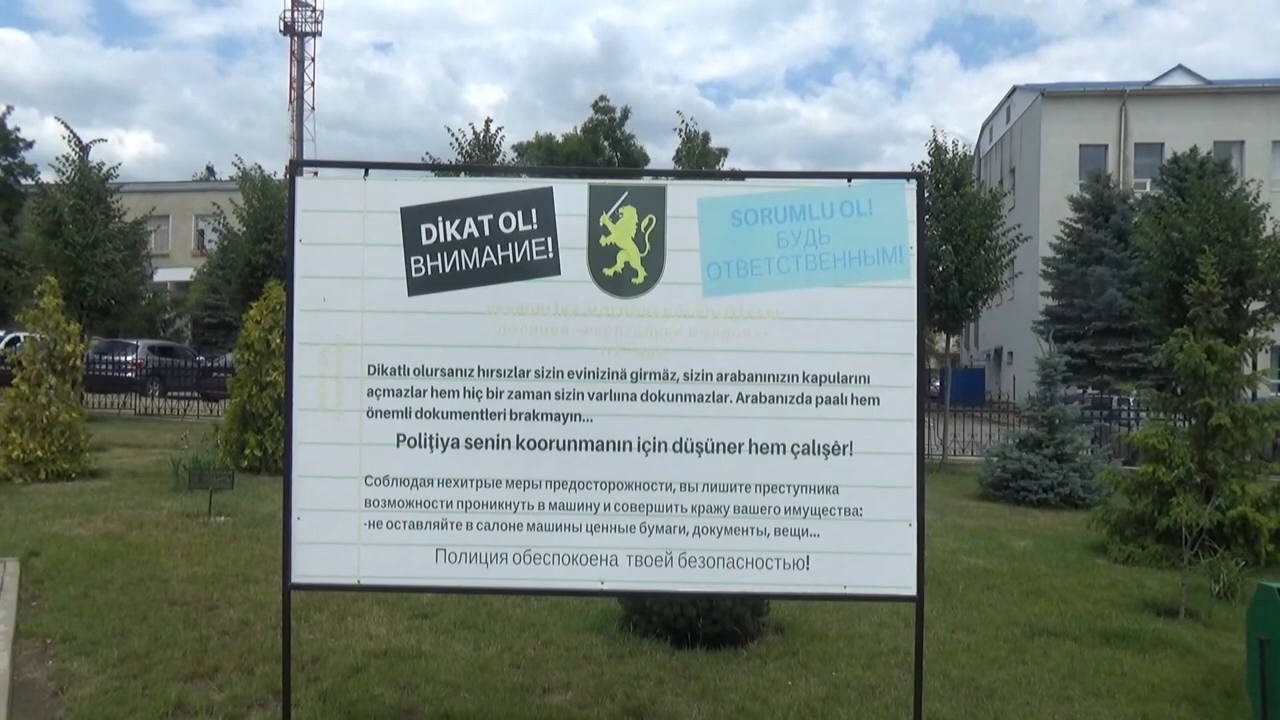 DİKAT OL!
ВНИМАНИЕ!
SORUMLU OL!
БУДЬ
ОТВЕТСТВЕННЫМ!
Dikatlı olursanız hırsızlar sizin evinizinä girmäz, sizin arabanınızın kapularını
açmazlar hem hiç bir zaman sizin varlıına dokunmazlar. Arabanızda paalı hem
önemli dokumentleri brakmayın...
Poliţiya senin koorunmanın için düşüner hem çalışêr!
Соблюдая нехитрые меры предосторожности, вы лишите преступника
возможности проникнуть в машину и совершить кражу вашего имущества:
-не оставляйте в салоне машины ценные бумаги, документы, вещи...
Полиция обеспокоена твоей безопасностью!